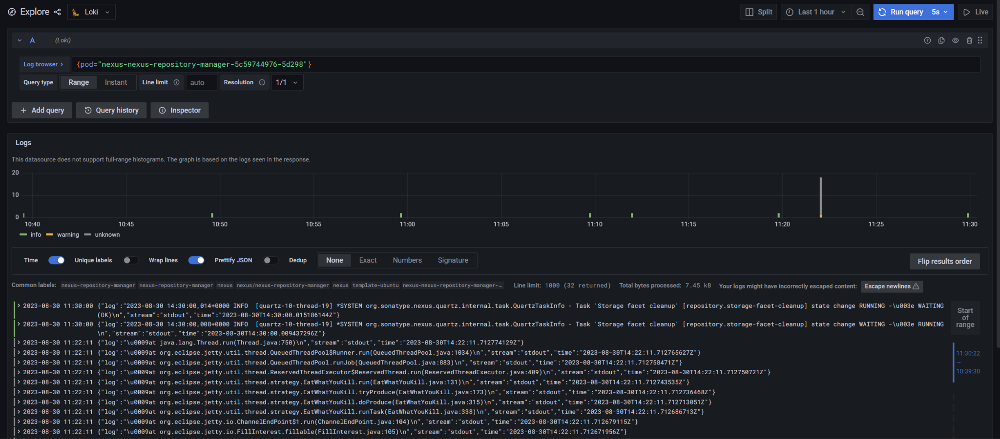 Explore Loki Split Last 1 hour Run query 5s Live
A (Loki)
Log browser > {pod="nexus-nexus-repository-manager-5c59744976-5d298"}
Query type Range Instant Line limit auto Resolution 1/1
+ Add query Query history Inspector
Logs
This datasource does not support full-range histograms. The graph is based on the logs seen in the response.
20
10
0
10:40 10:45 10:50 10:55 11:00 11:05 11:10 11:15 11:20 11:25 11:30
info warning unknown
Time Unique labels Wrap lines Prettify JSON Dedup None Exact Numbers Signature Flip results order
Common labels: nexus-repository-manager nexus-repository-manager nexus nexus/nexus-repository-manager nexus template-ubuntu nexus-nexus-repository-manager-… Line limit: 1000 (32 returned) Total bytes processed: 7.45 kB Your logs might have incorrectly escaped content: Escape newlines
> 2023-08-30 11:30:00 {"log":"2023-08-30 14:30:00,014+0000 INFO  [quartz-10-thread-19] *SYSTEM org.sonatype.nexus.quartz.internal.task.QuartzTaskInfo - Task 'Storage facet cleanup' [repository.storage-facet-cleanup] state change RUNNING -\u003e WAITING
(OK)\n","stream":"stdout","time":"2023-08-30T14:30:00.015186144Z"}
> 2023-08-30 11:30:00 {"log":"2023-08-30 14:30:00,008+0000 INFO  [quartz-10-thread-19] *SYSTEM org.sonatype.nexus.quartz.internal.task.QuartzTaskInfo - Task 'Storage facet cleanup' [repository.storage-facet-cleanup] state change WAITING -\u003e RUNNING
\n","stream":"stdout","time":"2023-08-30T14:30:00.009437296Z"}
> 2023-08-30 11:22:11 {"log":"\u0009at java.lang.Thread.run(Thread.java:750)\n","stream":"stdout","time":"2023-08-30T14:22:11.712774129Z"}
> 2023-08-30 11:22:11 {"log":"\u0009at org.eclipse.jetty.util.thread.QueuedThreadPool$Runner.run(QueuedThreadPool.java:1034)\n","stream":"stdout","time":"2023-08-30T14:22:11.712765627Z"}
> 2023-08-30 11:22:11 {"log":"\u0009at org.eclipse.jetty.util.thread.QueuedThreadPool.runJob(QueuedThreadPool.java:883)\n","stream":"stdout","time":"2023-08-30T14:22:11.712758471Z"}
> 2023-08-30 11:22:11 {"log":"\u0009at org.eclipse.jetty.util.thread.ReservedThreadExecutor$ReservedThread.run(ReservedThreadExecutor.java:409)\n","stream":"stdout","time":"2023-08-30T14:22:11.712750721Z"}
> 2023-08-30 11:22:11 {"log":"\u0009at org.eclipse.jetty.util.thread.strategy.EatWhatYouKill.run(EatWhatYouKill.java:131)\n","stream":"stdout","time":"2023-08-30T14:22:11.712743535Z"}
> 2023-08-30 11:22:11 {"log":"\u0009at org.eclipse.jetty.util.thread.strategy.EatWhatYouKill.tryProduce(EatWhatYouKill.java:173)\n","stream":"stdout","time":"2023-08-30T14:22:11.712736468Z"}
> 2023-08-30 11:22:11 {"log":"\u0009at org.eclipse.jetty.util.thread.strategy.EatWhatYouKill.doProduce(EatWhatYouKill.java:315)\n","stream":"stdout","time":"2023-08-30T14:22:11.712713051Z"}
> 2023-08-30 11:22:11 {"log":"\u0009at org.eclipse.jetty.util.thread.strategy.EatWhatYouKill.runTask(EatWhatYouKill.java:338)\n","stream":"stdout","time":"2023-08-30T14:22:11.712686713Z"}
> 2023-08-30 11:22:11 {"log":"\u0009at org.eclipse.jetty.io.ChannelEndPoint$1.run(ChannelEndPoint.java:104)\n","stream":"stdout","time":"2023-08-30T14:22:11.712679115Z"}
> 2023-08-30 11:22:11 {"log":"\u0009at org.eclipse.jetty.io.FillInterest.fillable(FillInterest.java:105)\n","stream":"stdout","time":"2023-08-30T14:22:11.712671956Z"}
Start
of
range
11:30:22
—
10:39:30